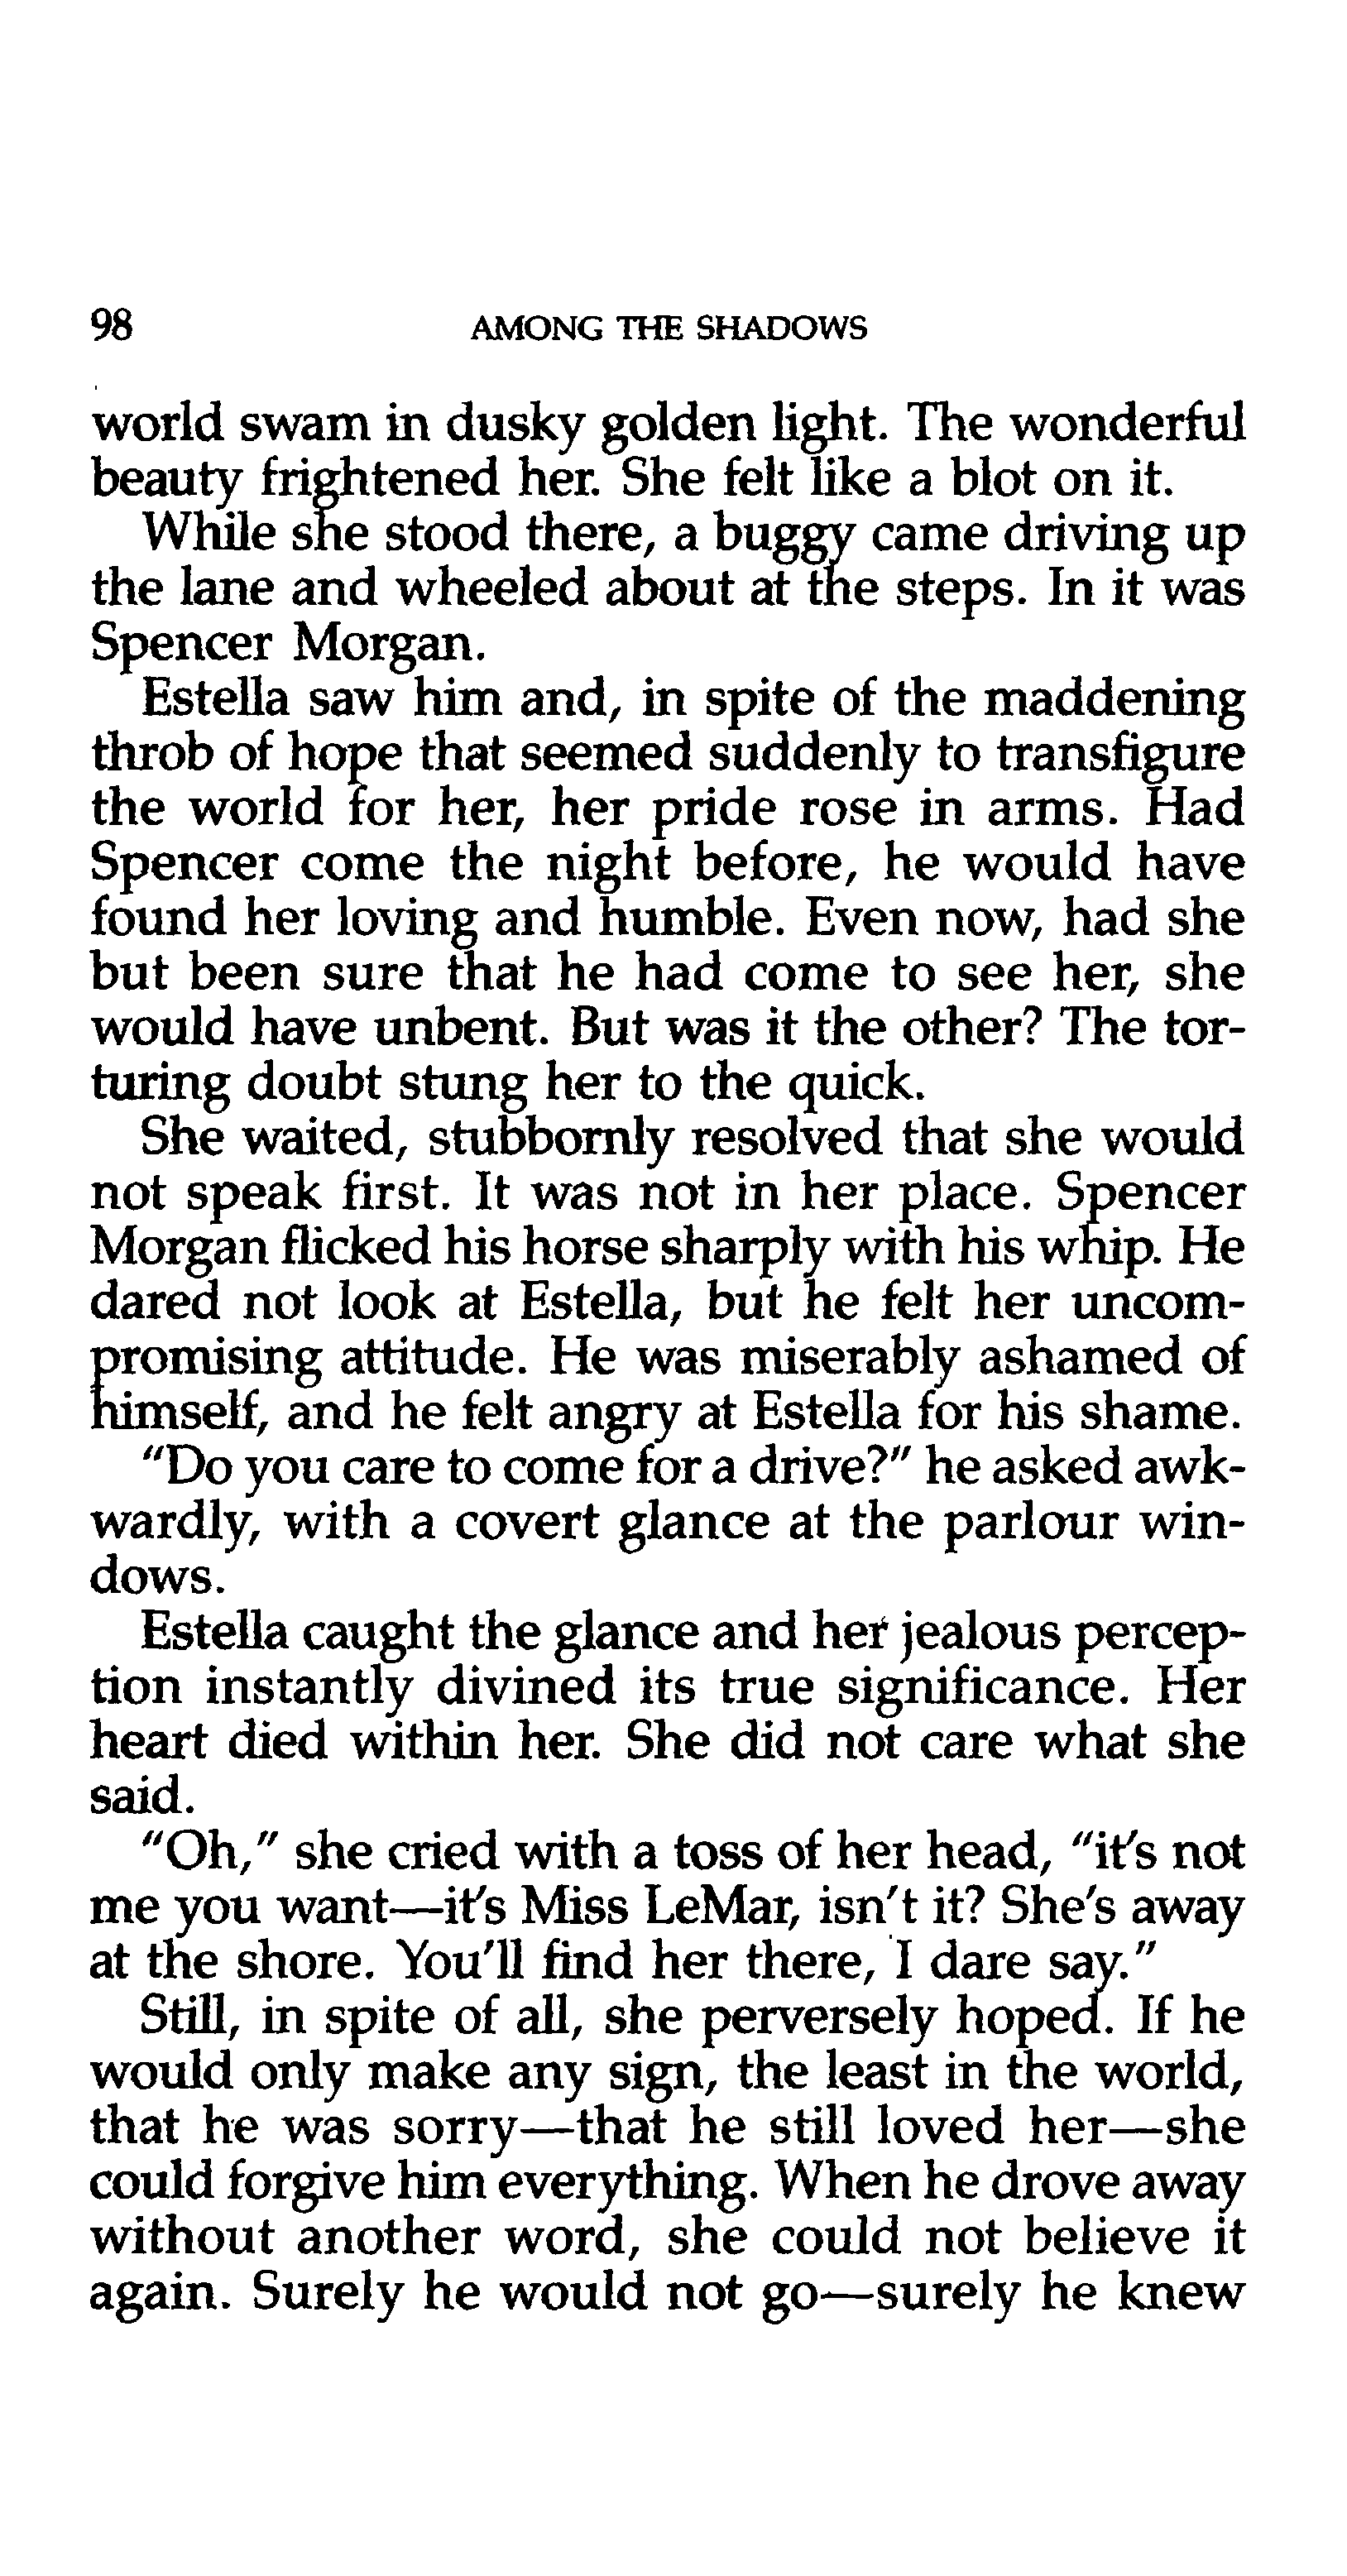 98 AMONG THE SHADOWS
world swam in dusky golden light. The wonderful
beauty frightened her. She felt like a blot on it.
While she stood there, a buggy came driving up
the lane and wheeled about at the steps. In it was
Spencer Morgan.
Estella saw him and, in spite of the maddening
throb of hope that seemed suddenly to transfigure
the world for her, her pride rose in arms. Had
Spencer come the night before, he would have
found her loving and humble. Even now, had she
but been sure that he had come to see her, she
would have unbent. But was it the other? The tor-
turing doubt stung her to the quick.
She waited, stubbornly resolved that she would
not speak first. It was not in her place. Spencer
Morgan flicked his horse sharply with his whip. He
dared not look at Estella, but he felt her uncom-
promising attitude. He was miserably ashamed of
himself, and he felt angry at Estella for his shame.
"Do you care to come for a drive?" he asked awk-
wardly, with a covert glance at the parlour win-
dows.
Estella caught the glance and her jealous percep-
tion instantly divined its true significance. Her
heart died within her. She did not care what she
said.
"Oh," she cried with a toss of her head, "it's not
me you want—it's Miss LeMar, isn't it? She's away
at the shore. You'll find her there, I dare say."
Still, in spite of all, she perversely hoped. If he
would only make any sign, the least in the world,
that he was sorry—that he still loved her—she
could forgive him everything. When he drove away
without another word, she could not believe it
again. Surely he would not go—surely he knew